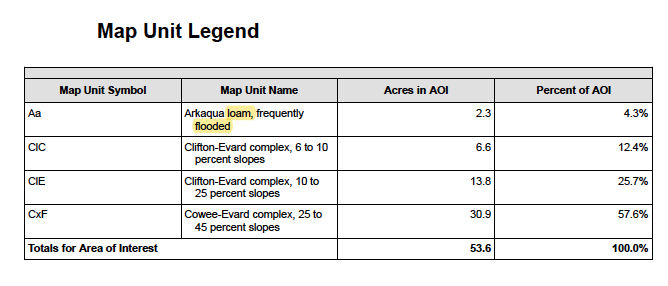 Map Unit Legend
Map Unit Symbol Map Unit Name Acres in AOI Percent of AOI
Aa Arkaqua loam, frequently flooded 2.3 4.3%
ClC Clifton-Evard complex, 6 to 10 percent slopes 6.6 12.4%
ClE Clifton-Evard complex, 10 to 25 percent slopes 13.8 25.7%
CxF Cowee-Evard complex, 25 to 45 percent slopes 30.9 57.6%
Totals for Area of Interest 53.6 100.0%